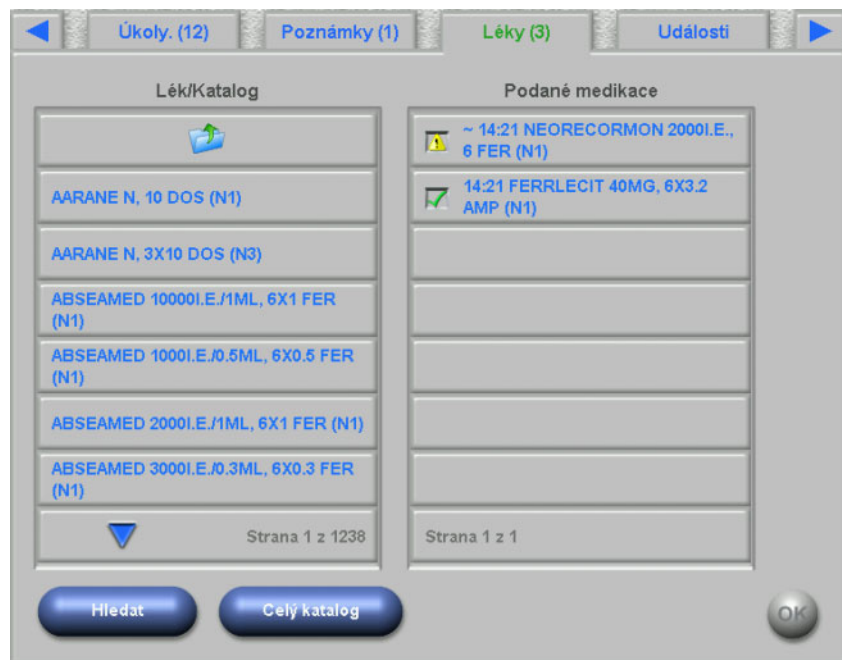 Úkoly. (12)
Poznámky (1)
Léky (3)
Události
Lék/Katalog
AARANE N, 10 DOS (N1)
AARANE N, 3X10 DOS (N3)
ABSEAMED 10000I.E./1ML, 6X1 FER
(N1)
ABSEAMED 1000I.E./0.5ML, 6X0.5 FER
(N1)
ABSEAMED 2000I.E./1ML, 6X1 FER (N1)
ABSEAMED 3000I.E./0.3ML, 6X0.3 FER
(N1)
Strana 1 z 1238
Podané medikace
~ 14:21 NEORECORMON 2000I.E.,
6 FER (N1)
14:21 FERRLECIT 40MG, 6X3.2
AMP (N1)
Strana 1 z 1
Hledat
Celý katalog
OK